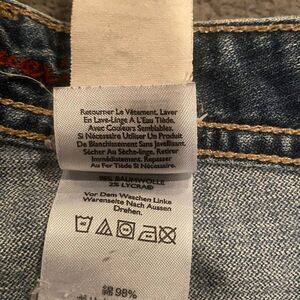 Retourner Le Vêtement, Laver
En Lave-Linge A L'Eau Tiède,
Avec Couleurs Semblables.
Si Nécessaire Utiliser Un Produit
De Blanchissement Sans Javellisant.
Sécher Au Sèche-linge. Retirer
Immédiatement. Repasser
Au Fer Tiède Si Nécessaire.
98% BAUMWOLLE
2% LYCRA®
Vor Dem Waschen Linke
Warenseite Nach Aussen
Drehen.
綿 98%